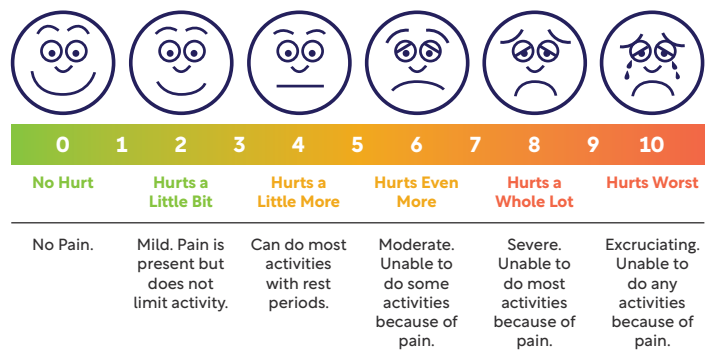 0 1 2 3 4 5 6 7 8 9 10
No Hurt
Hurts a
Little Bit
Hurts a
Little More
Hurts Even
More
Hurts a
Whole Lot
Hurts Worst
No Pain.
Mild. Pain is
present but
does not
limit activity.
Can do most
activities
with rest
periods.
Moderate.
Unable to
do some
activities
because of
pain.
Severe.
Unable to
do most
activities
because of
pain.
Excruciating.
Unable to
do any
activities
because of
pain.